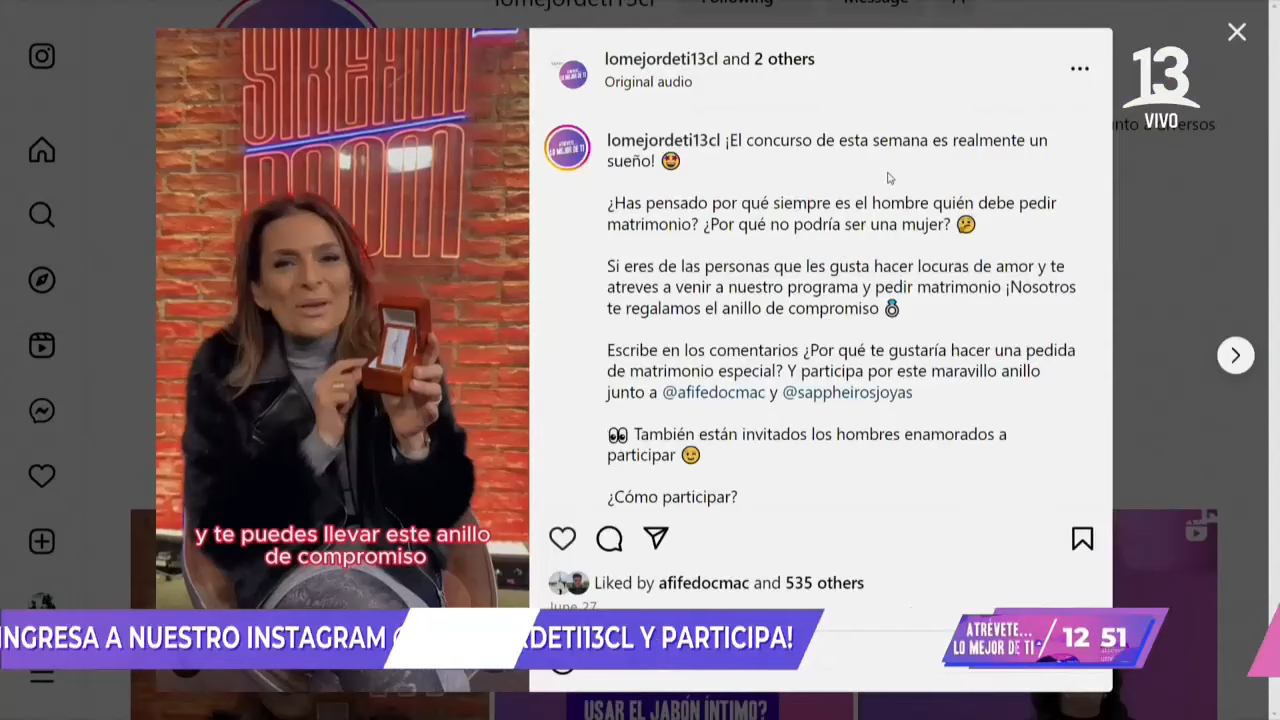 lomejordeti13cl
Following
Message
lomejordeti13cl and 2 others
Original audio
13
VIVO
STREAM
ROOM
lomejordeti13cl ¡El concurso de esta semana es realmente un
sueño! 🤩
¿Has pensado por qué siempre es el hombre quién debe pedir
matrimonio? ¿Por qué no podría ser una mujer? 🤔
Si eres de las personas que les gusta hacer locuras de amor y te
atreves a venir a nuestro programa y pedir matrimonio ¡Nosotros
te regalamos el anillo de compromiso 💍
Escribe en los comentarios ¿Por qué te gustaría hacer una pedida
de matrimonio especial? Y participa por este maravillo anillo
junto a @afifedocmac y @sappheirosjoyas
👀 También están invitados los hombres enamorados a
participar 😉
¿Cómo participar?
y te puedes llevar este anillo
de compromiso
Liked by afifedocmac and 535 others
June 27
INGRESA A NUESTRO INSTAGRAM
RDETI13CL Y PARTICIPA!
ATRÉVETE...
LO MEJOR DE TI
12 51
USAR EL JABÓN ÍNTIMO?